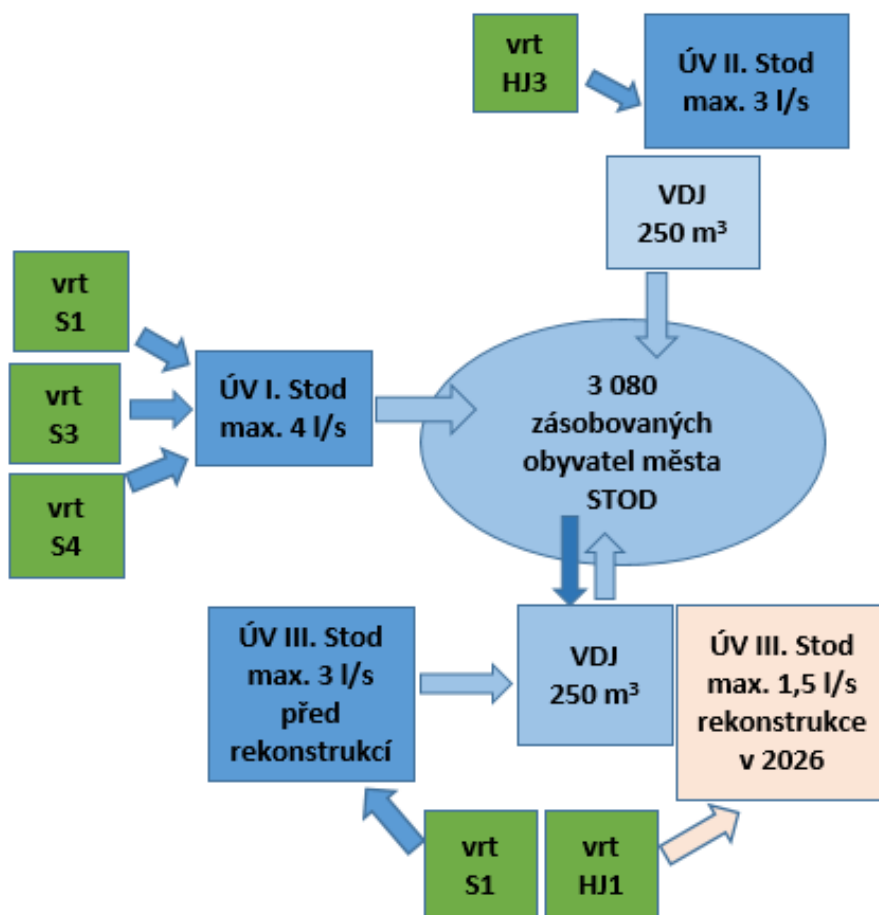 vrt
HJ3
ÚV II. Stod
max. 3 l/s
VDJ
250 m³
vrt
S1
vrt
S3
vrt
S4
ÚV I. Stod
max. 4 l/s
3 080
zásobovaných
obyvatel města
STOD
ÚV III. Stod
max. 3 l/s
před
rekonstrukcí
VDJ
250 m³
ÚV III. Stod
max. 1,5 l/s
rekonstrukce
v 2026
vrt
S1
vrt
HJ1